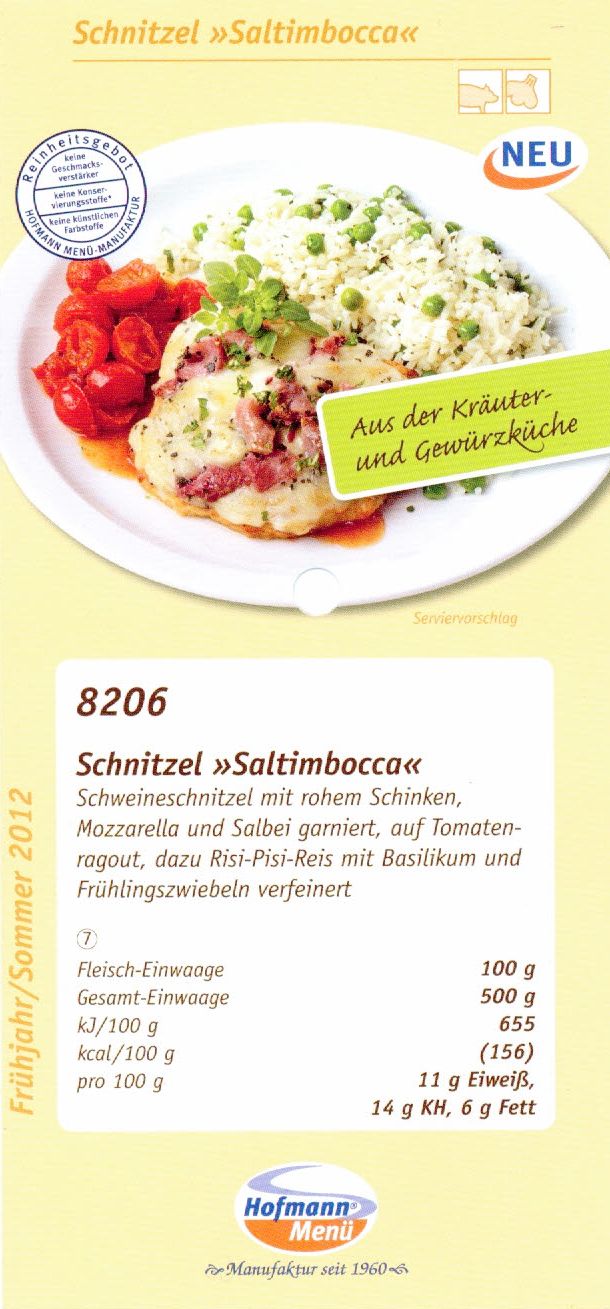 Schnitzel »Saltimbocca«
NEU
Reinheitsgebot
keine
Geschmacks-
verstärker
keine Konser-
vierungsstoffe*
keine künstlichen
Farbstoffe
HOFMANN MENÜ-MANUFAKTUR
Aus der Kräuter-
und Gewürzküche
Serviervorschlag
8206
Schnitzel »Saltimbocca«
Schweineschnitzel mit rohem Schinken,
Mozzarella und Salbei garniert, auf Tomaten-
ragout, dazu Risi-Pisi-Reis mit Basilikum und
Frühlingszwiebeln verfeinert
7
Fleisch-Einwaage 100 g
Gesamt-Einwaage 500 g
kJ/100 g 655
kcal/100 g (156)
pro 100 g 11 g Eiweiß,
14 g KH, 6 g Fett
Frühjahr/Sommer 2012
Hofmann®
Menü
Manufaktur seit 1960